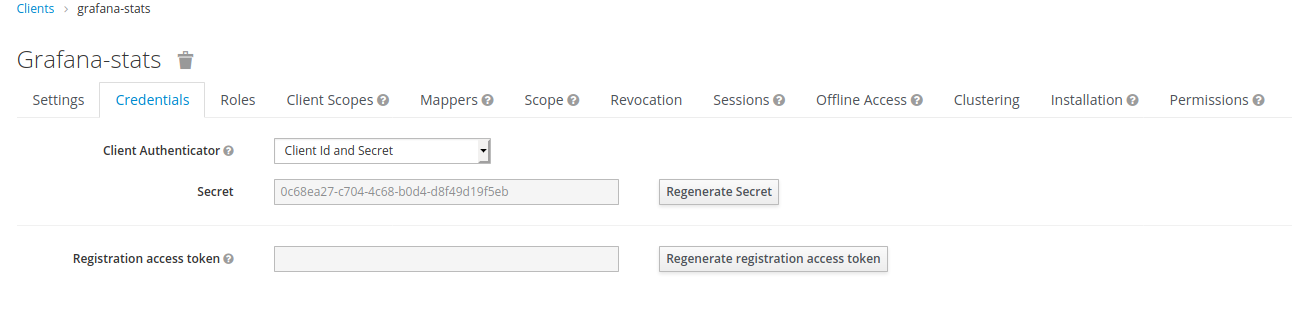 Clients > grafana-stats
Grafana-stats
Settings Credentials Roles Client Scopes Mappers Scope Revocation Sessions Offline Access Clustering Installation Permissions
Client Authenticator Client Id and Secret
Secret 0c68ea27-c704-4c68-b0d4-d8f49d19f5eb Regenerate Secret
Registration access token Regenerate registration access token